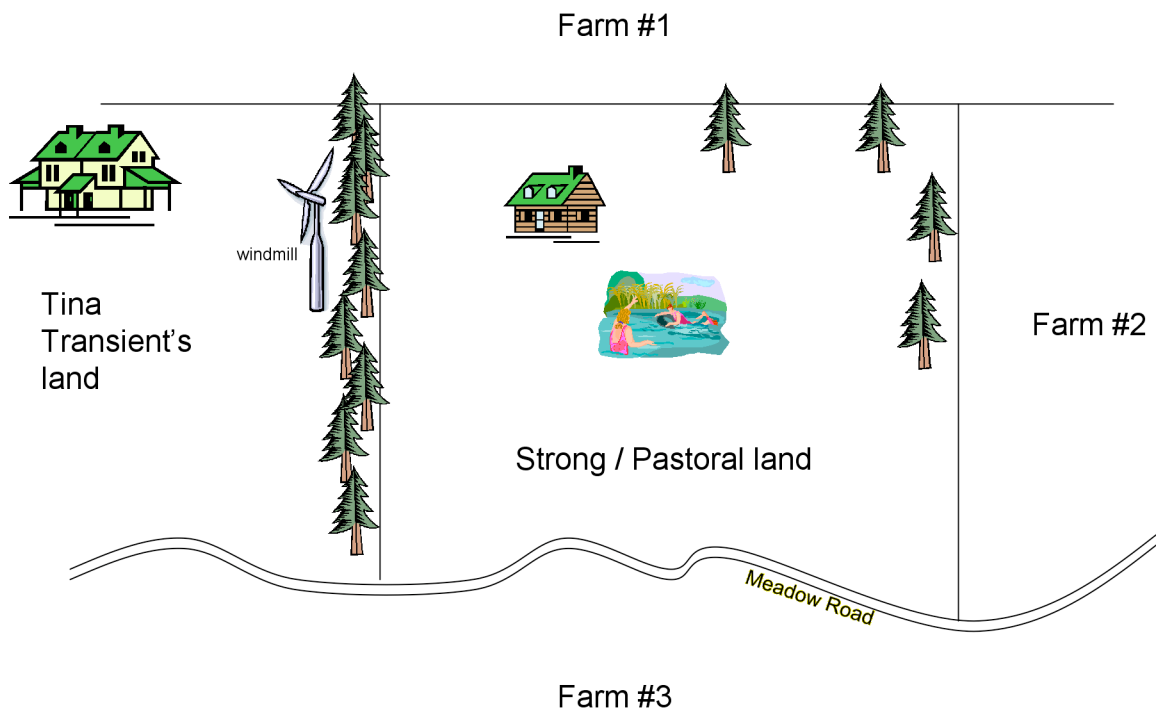 Farm #1
windmill
Tina
Transient's
land
Farm #2
Strong / Pastoral land
Meadow Road
Farm #3